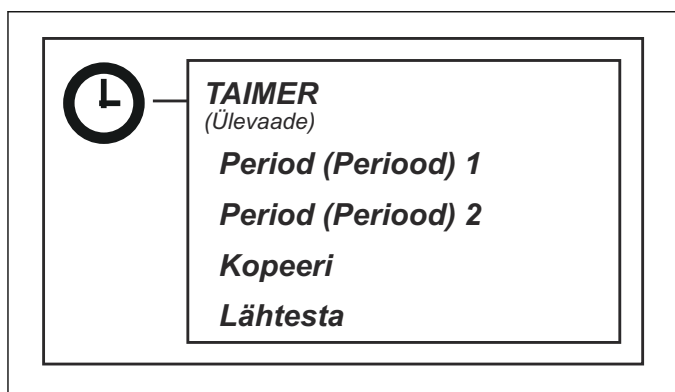 TAIMER
(Ülevaade)
Period (Periood) 1
Period (Periood) 2
Kopeeri
Lähtesta